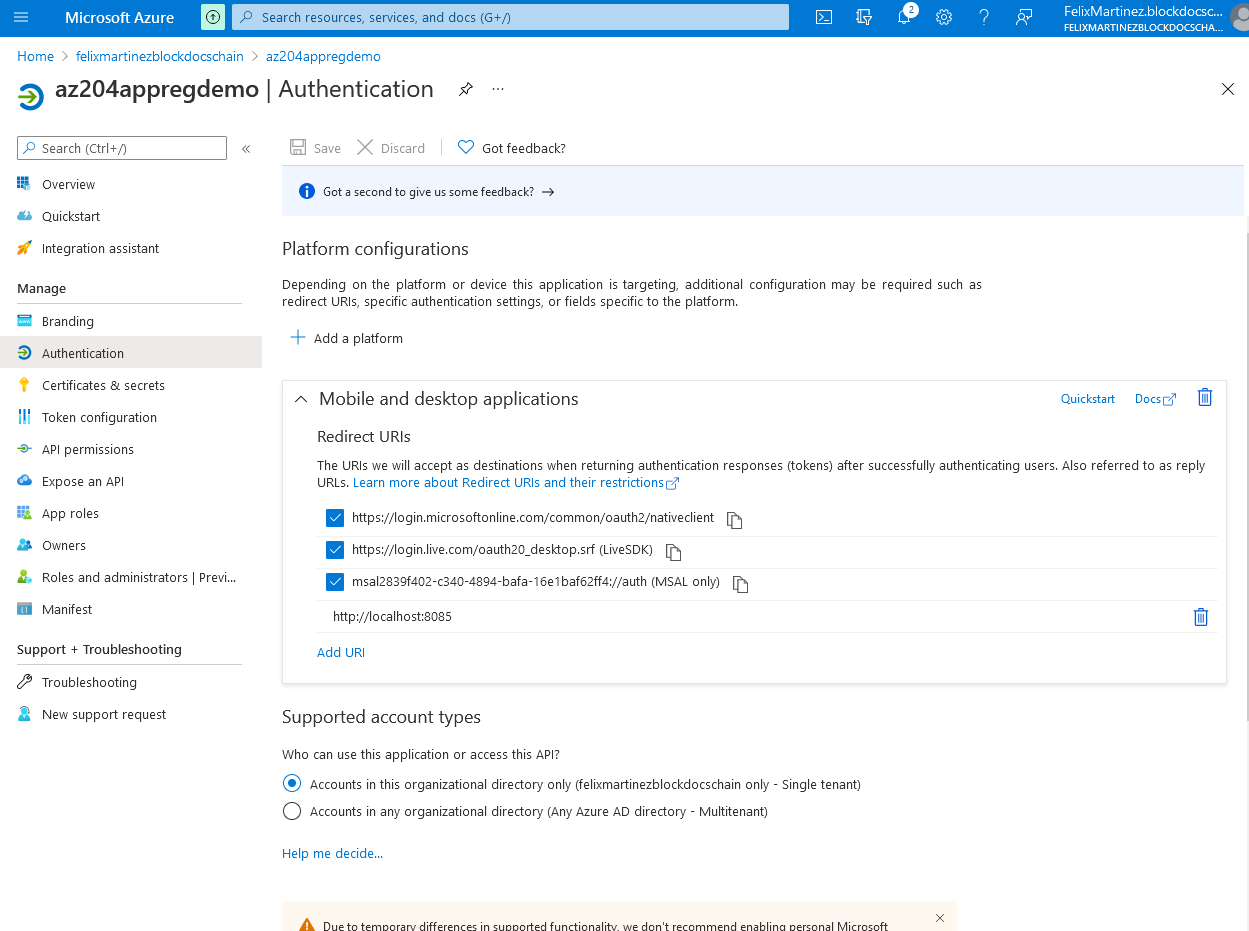 Microsoft Azure
Search resources, services, and docs (G+/)
2
FelixMartinez.blockdocsc...
FELIXMARTINEZBLOCKDOCSCHA...
Home > felixmartinezblockdocschain > az204appregdemo
az204appregdemo | Authentication
...
Search (Ctrl+/)
«
Overview
Quickstart
Integration assistant
Manage
Branding
Authentication
Certificates & secrets
Token configuration
API permissions
Expose an API
App roles
Owners
Roles and administrators | Previ...
Manifest
Support + Troubleshooting
Troubleshooting
New support request
Save
Discard
Got feedback?
Got a second to give us some feedback? →
Platform configurations
Depending on the platform or device this application is targeting, additional configuration may be required such as
redirect URIs, specific authentication settings, or fields specific to the platform.
Add a platform
Mobile and desktop applications
Quickstart
Docs
Redirect URIs
The URIs we will accept as destinations when returning authentication responses (tokens) after successfully authenticating users. Also referred to as reply
URLs. Learn more about Redirect URIs and their restrictions
https://login.microsoftonline.com/common/oauth2/nativeclient
https://login.live.com/oauth20_desktop.srf (LiveSDK)
msal2839f402-c340-4894-bafa-16e1baf62ff4://auth (MSAL only)
http://localhost:8085
Add URI
Supported account types
Who can use this application or access this API?
Accounts in this organizational directory only (felixmartinezblockdocschain only - Single tenant)
Accounts in any organizational directory (Any Azure AD directory - Multitenant)
Help me decide...
Due to temporary differences in supported functionality, we don't recommend enabling personal Microsoft